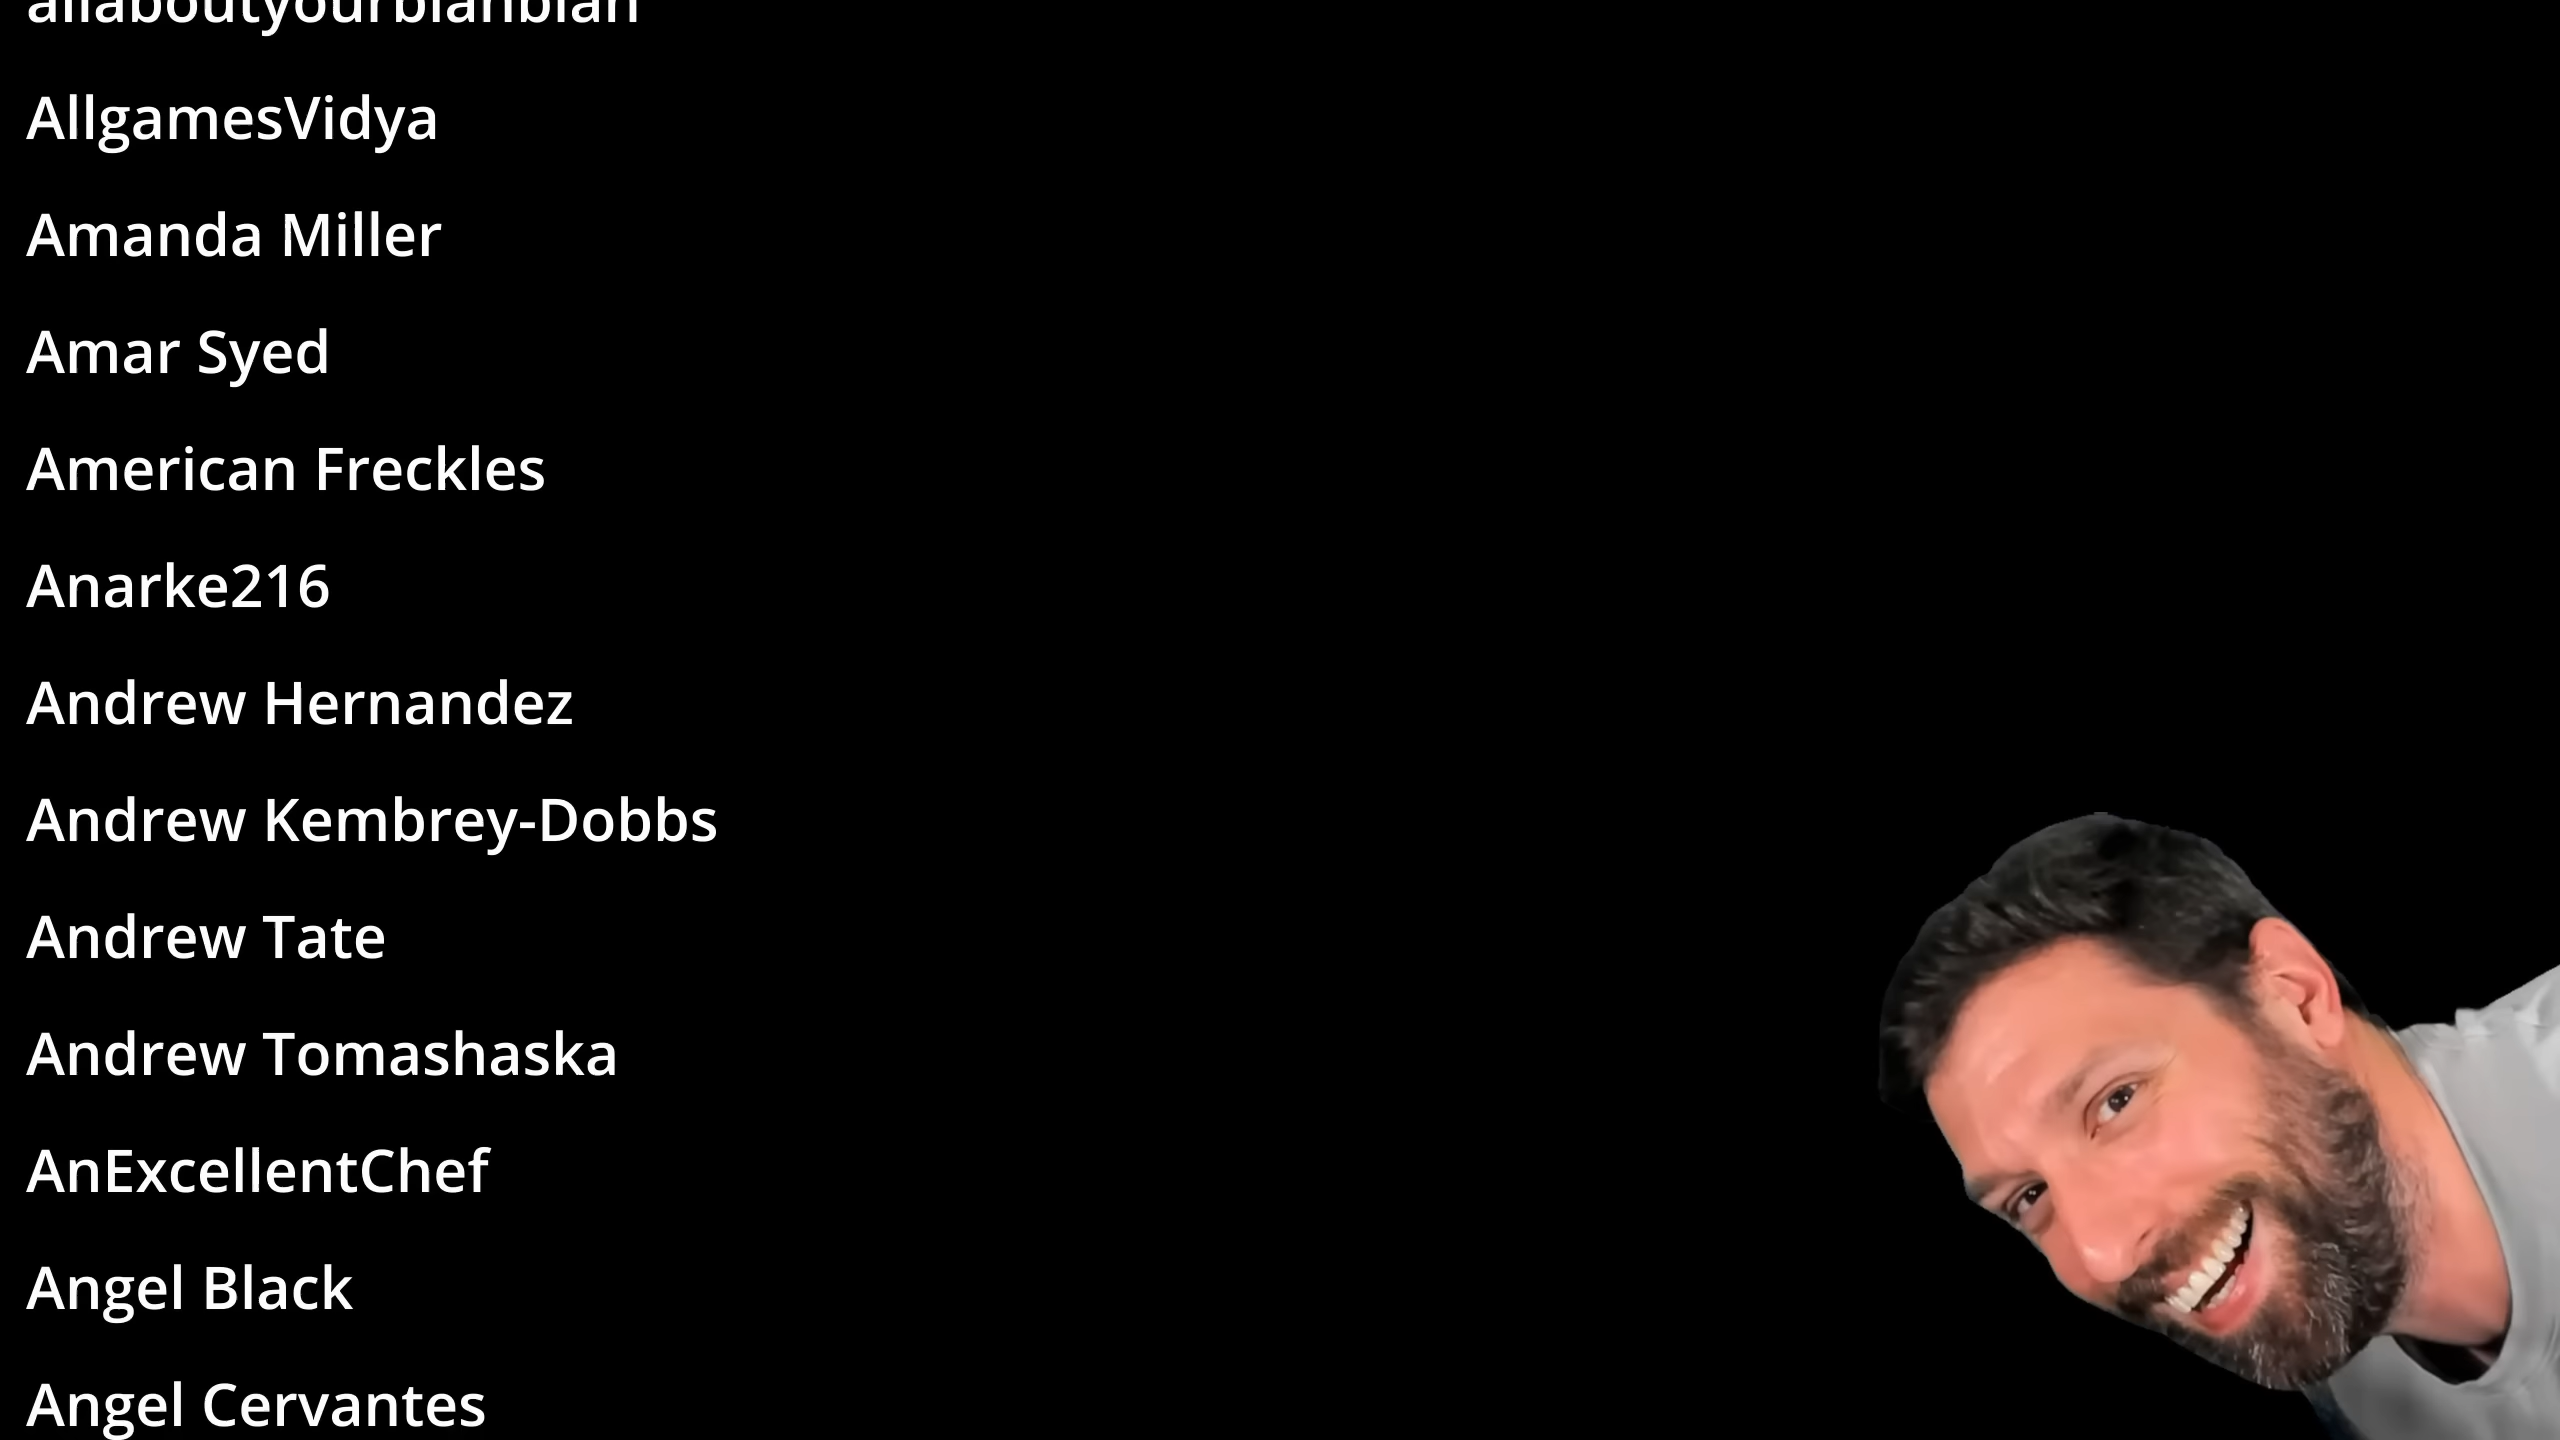 allaboutyourblahblah
AllgamesVidya
Amanda Miller
Amar Syed
American Freckles
Anarke216
Andrew Hernandez
Andrew Kembrey-Dobbs
Andrew Tate
Andrew Tomashaska
AnExcellentChef
Angel Black
Angel Cervantes